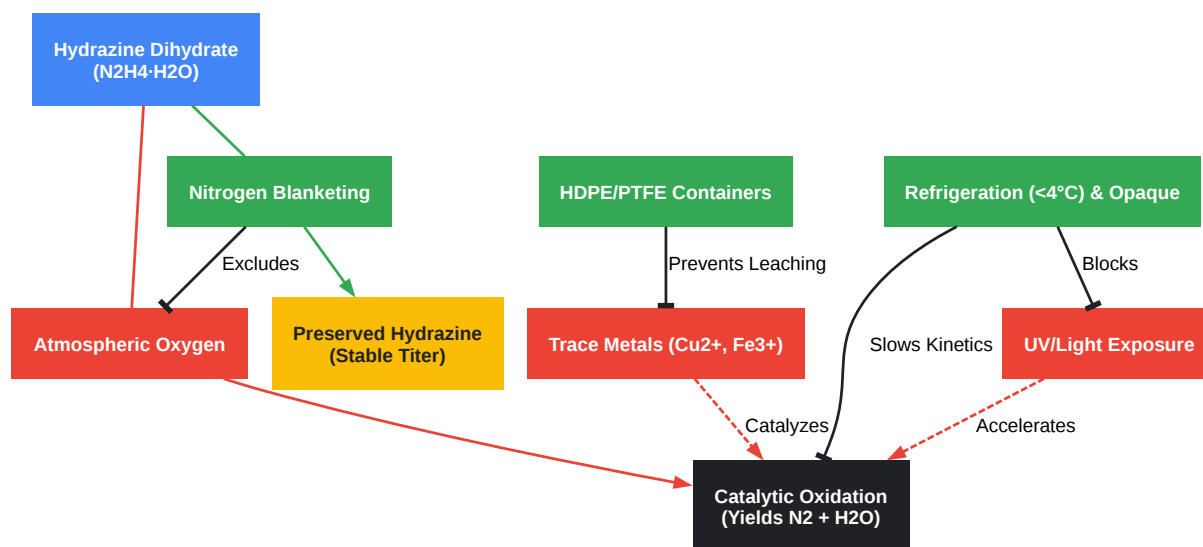 Hydrazine Dihydrate
(N2H4·H2O)
Nitrogen Blanketing
HDPE/PTFE Containers
Refrigeration (<4°C) & Opaque
Excludes
Prevents Leaching
Blocks
Atmospheric Oxygen
Preserved Hydrazine
(Stable Titer)
Trace Metals (Cu2+, Fe3+)
Slows Kinetics
UV/Light Exposure
Catalyzes
Accelerates
Catalytic Oxidation
(Yields N2 + H2O)